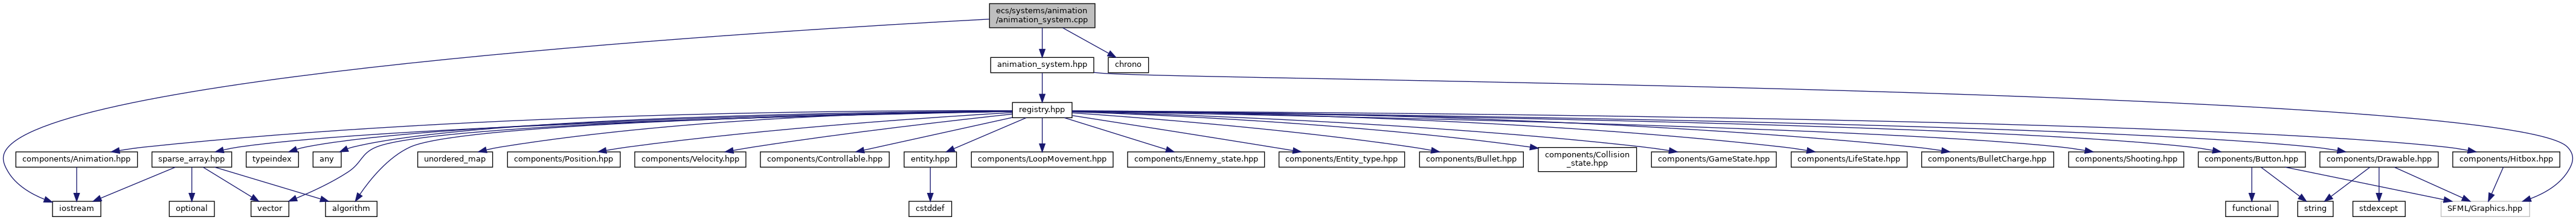 ecs/systems/animation
/animation_system.cpp
animation_system.hpp
chrono
registry.hpp
components/Animation.hpp
sparse_array.hpp
typeindex
any
unordered_map
components/Position.hpp
components/Velocity.hpp
components/Controllable.hpp
entity.hpp
components/LoopMovement.hpp
components/Ennemy_state.hpp
components/Entity_type.hpp
components/Bullet.hpp
components/Collision
_state.hpp
components/GameState.hpp
components/LifeState.hpp
components/BulletCharge.hpp
components/Shooting.hpp
components/Button.hpp
components/Drawable.hpp
components/Hitbox.hpp
iostream
optional
vector
algorithm
cstddef
functional
string
stdexcept
SFML/Graphics.hpp